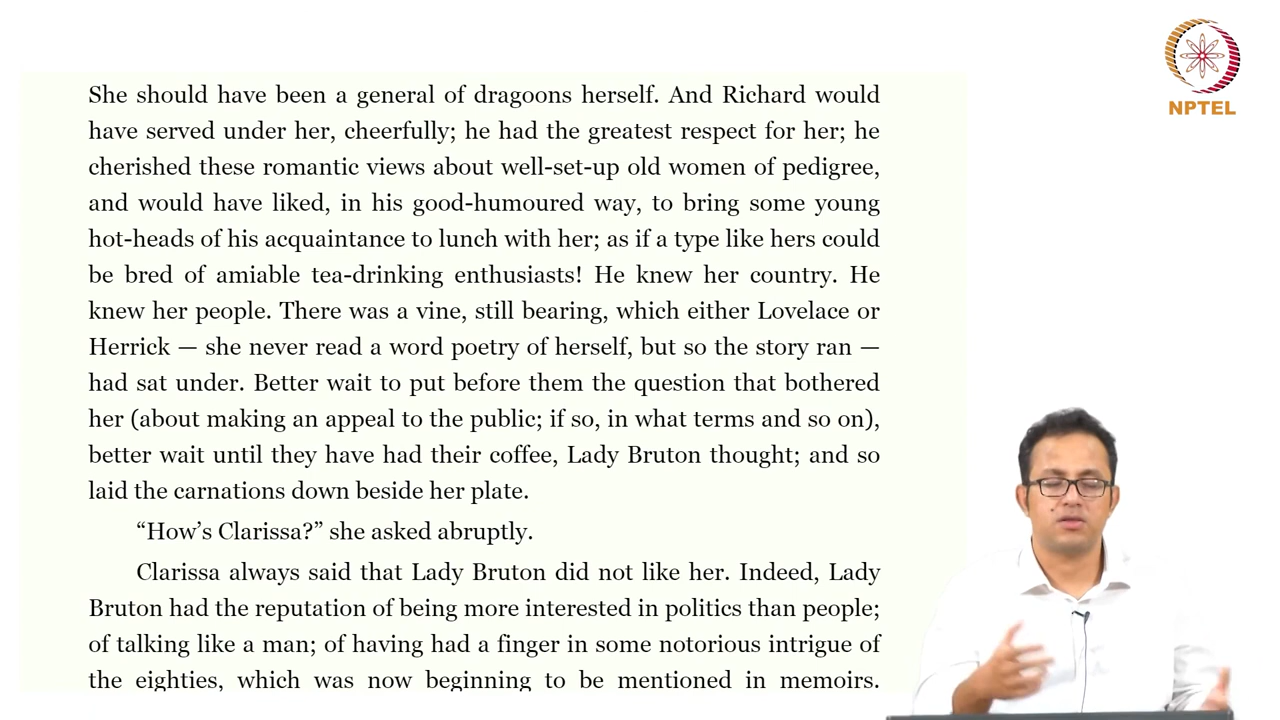 She should have been a general of dragoons herself. And Richard would
have served under her, cheerfully; he had the greatest respect for her; he
cherished these romantic views about well-set-up old women of pedigree,
and would have liked, in his good-humoured way, to bring some young
hot-heads of his acquaintance to lunch with her; as if a type like hers could
be bred of amiable tea-drinking enthusiasts! He knew her country. He
knew her people. There was a vine, still bearing, which either Lovelace or
Herrick — she never read a word poetry of herself, but so the story ran —
had sat under. Better wait to put before them the question that bothered
her (about making an appeal to the public; if so, in what terms and so on),
better wait until they have had their coffee, Lady Bruton thought; and so
laid the carnations down beside her plate.
“How’s Clarissa?” she asked abruptly.
Clarissa always said that Lady Bruton did not like her. Indeed, Lady
Bruton had the reputation of being more interested in politics than people;
of talking like a man; of having had a finger in some notorious intrigue of
the eighties, which was now beginning to be mentioned in memoirs.
NPTEL